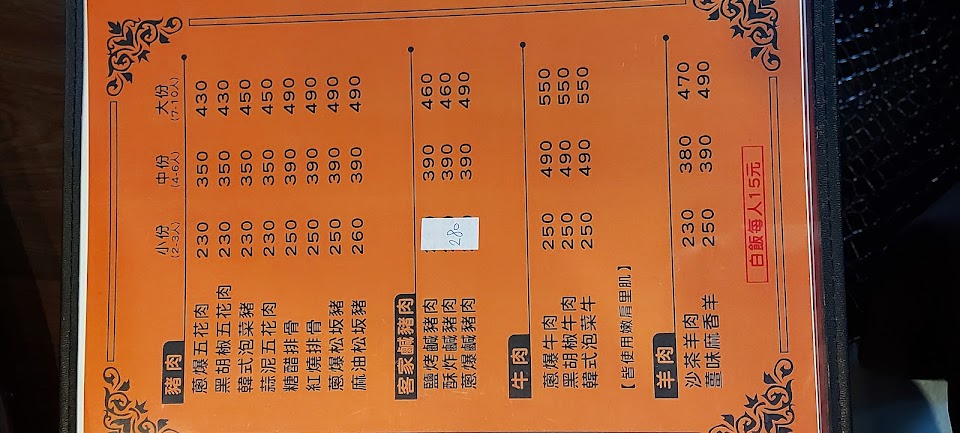 豬肉 小份 中份 大份
(2-3人) (4-6人) (7-10人)
蔥爆五花肉 230 350 430
黑胡椒五花肉 230 350 430
韓式泡菜豬 230 350 450
蒜泥五花肉 230 350 450
糖醋排骨 250 390 490
紅燒排骨 250 390 490
蔥爆松坂豬 250 390 490
麻油松坂豬 260 390 490
客家鹹豬肉
鹽烤鹹豬肉 390 460
酥炸鹹豬肉 280 390 460
蔥爆鹹豬肉 390 490
牛肉
蔥爆牛肉 250 490 550
黑胡椒牛肉 250 490 550
韓式泡菜牛 250 490 550
【皆使用嫩肩里肌】
羊肉
沙茶羊肉 230 380 470
薑味麻香羊 250 390 490
白飯每人15元